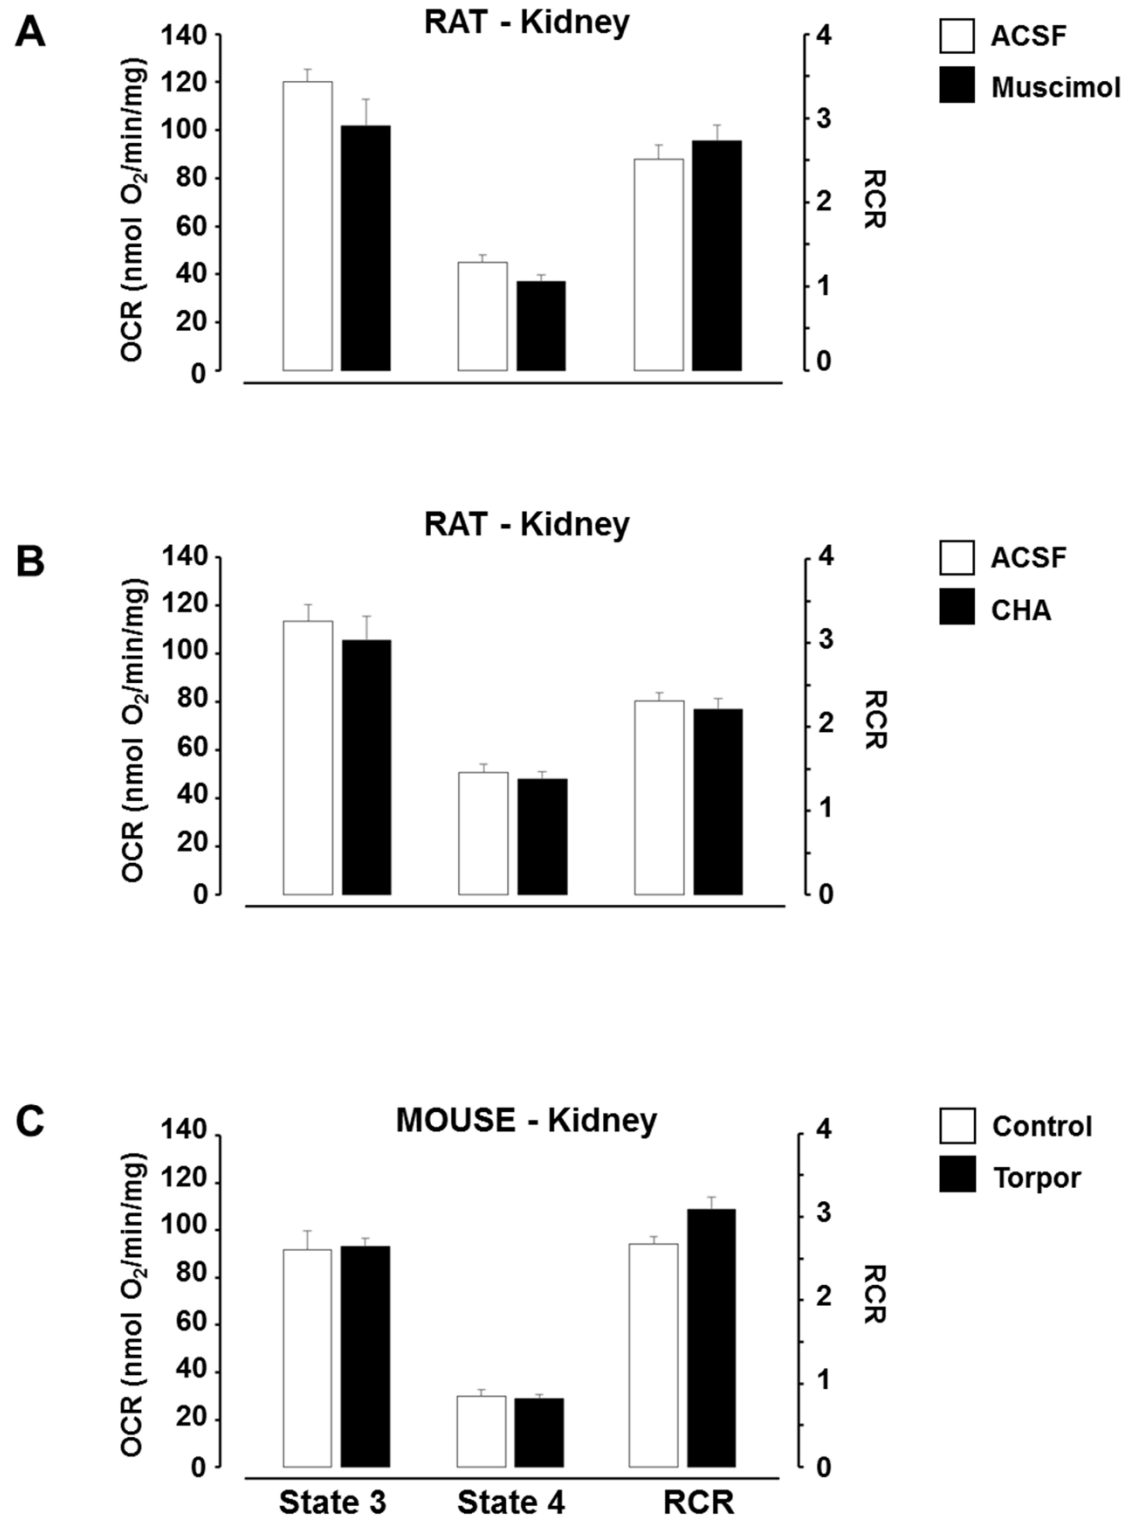 A
RAT - Kidney
140
120
100
80
60
40
20
0
OCR (nmol O₂/min/mg)
4
3
2
1
0
RCR
ACSF
Muscimol
B
RAT - Kidney
140
120
100
80
60
40
20
0
OCR (nmol O₂/min/mg)
4
3
2
1
0
RCR
ACSF
CHA
C
MOUSE - Kidney
140
120
100
80
60
40
20
0
OCR (nmol O₂/min/mg)
4
3
2
1
0
RCR
Control
Torpor
State 3
State 4
RCR